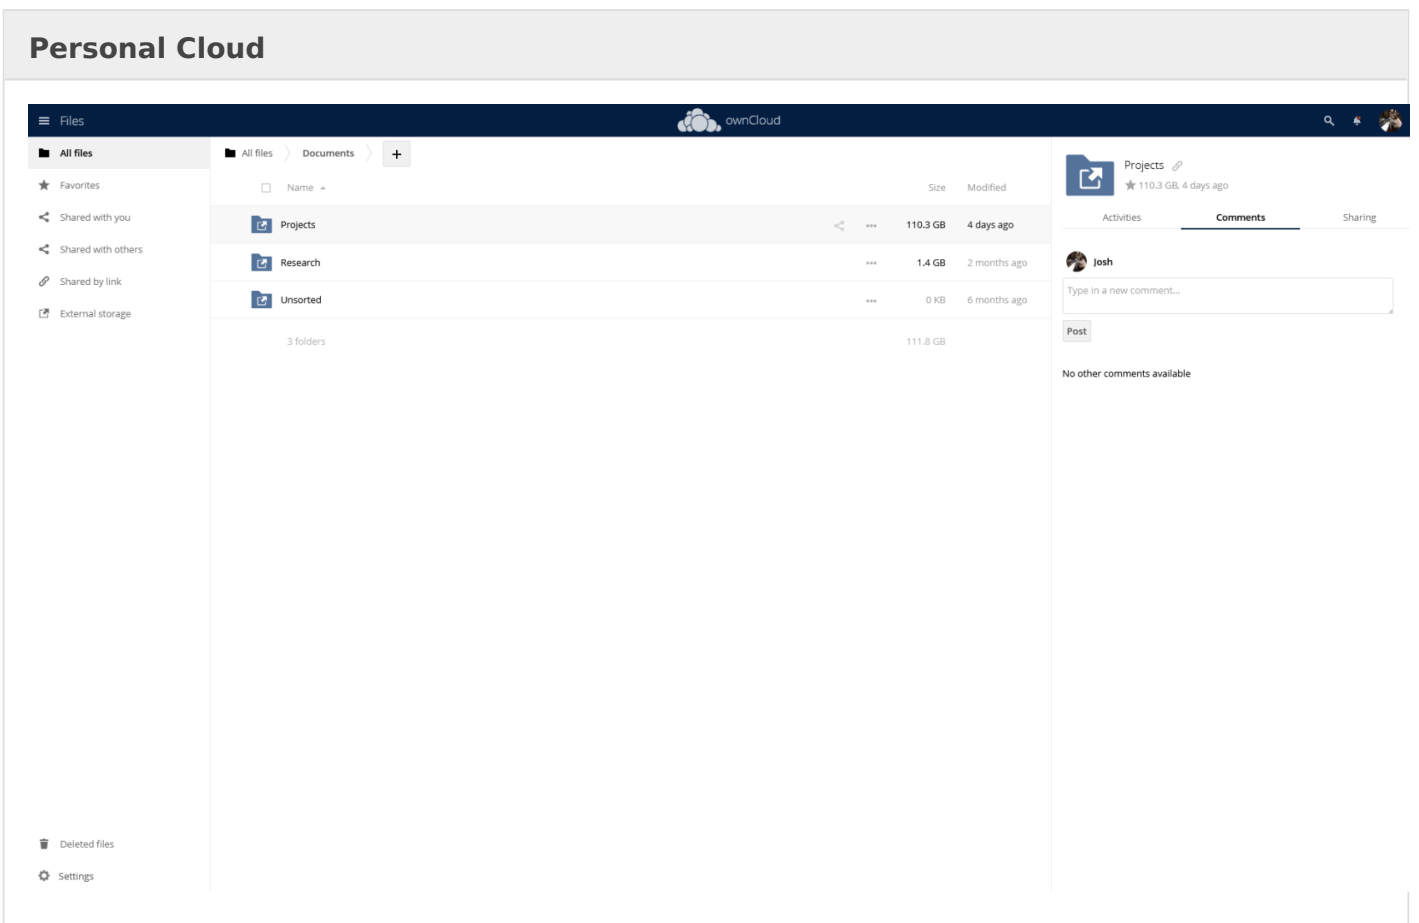 Personal Cloud
Files
ownCloud
All files
Favorites
Shared with you
Shared with others
Shared by link
External storage
Deleted files
Settings
All files Documents +
Name Size Modified
Projects 110.3 GB 4 days ago
Research 1.4 GB 2 months ago
Unsorted 0 KB 6 months ago
3 folders 111.8 GB
Projects
110.3 GB, 4 days ago
Activities Comments Sharing
Josh
Type in a new comment...
Post
No other comments available